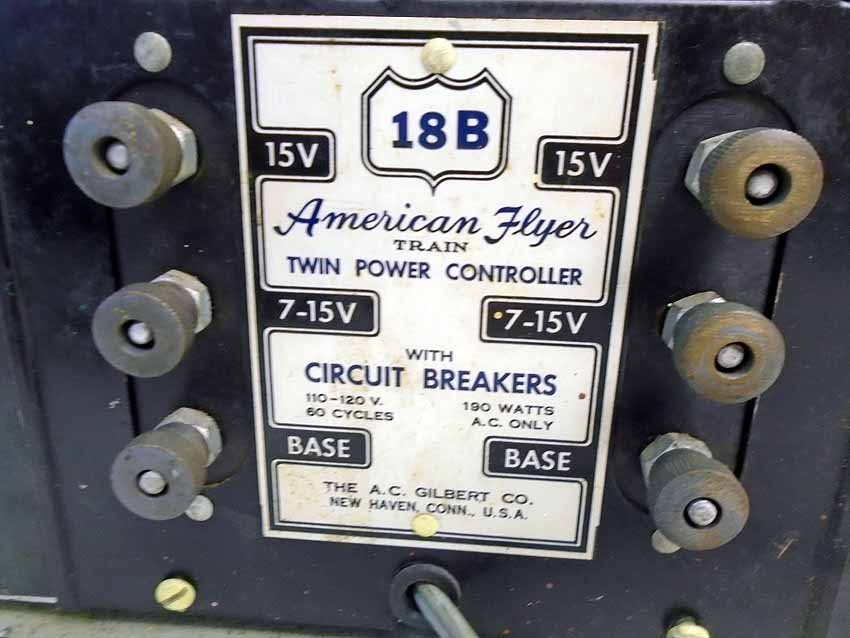 18B
15V 15V
American Flyer
TRAIN
TWIN POWER CONTROLLER
7-15V 7-15V
WITH
CIRCUIT BREAKERS
110-120 V. 190 WATTS
60 CYCLES A.C. ONLY
BASE BASE
THE A.C. GILBERT CO.
NEW HAVEN, CONN., U.S.A.